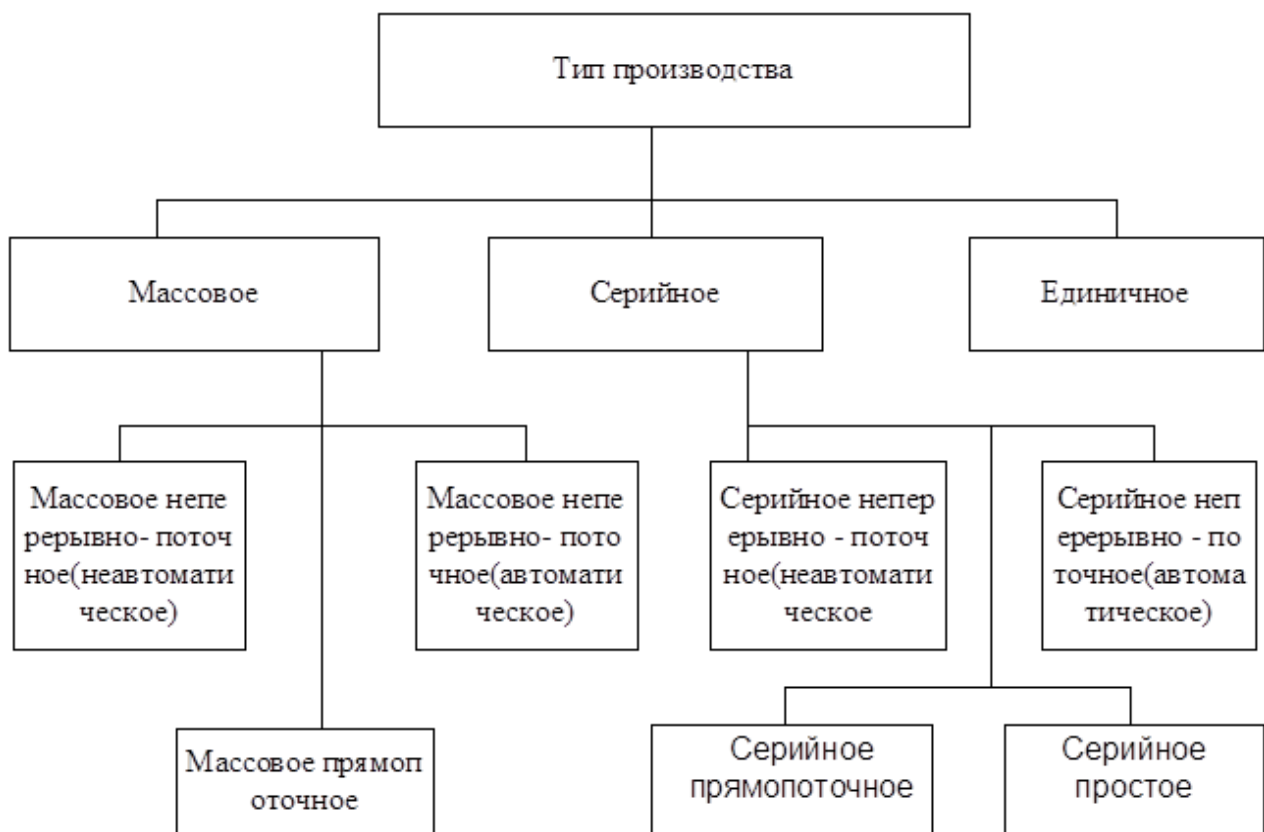 Тип производства
Массовое
Серийное
Единичное
Массовое непе
рерывно- поточ
ное(неавтомати
ческое)
Массовое непе
рерывно- пото
чное(автомати
ческое)
Серийное непер
ерывно - поточ
ное(неавтомати
ческое
Серийное неп
ерерывно - по
точное(автома
тическое)
Массовое прямоп
оточное
Серийное
прямопоточное
Серийное
простое